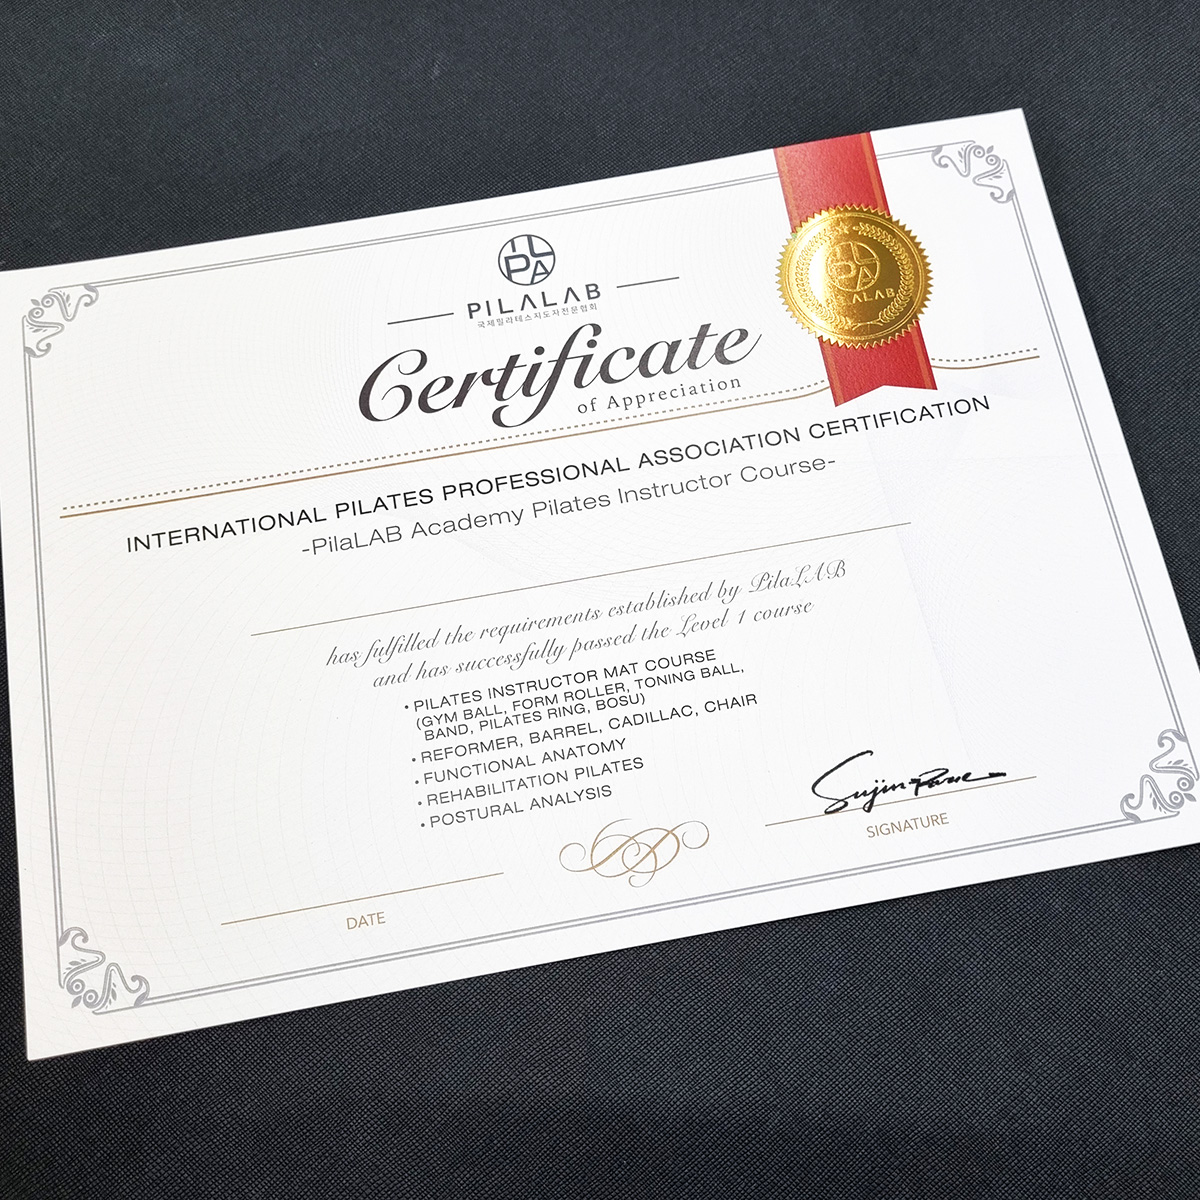 PILALAB
국제필라테스지도자전문협회
Certificate
of Appreciation
PILALAB
INTERNATIONAL PILATES PROFESSIONAL ASSOCIATION CERTIFICATION
-PilaLAB Academy Pilates Instructor Course-
has fulfilled the requirements established by PilaLAB
and has successfully passed the Level 1 course
• PILATES INSTRUCTOR MAT COURSE
(GYM BALL, FORM ROLLER, TONING BALL,
BAND, PILATES RING, BOSU)
• REFORMER, BARREL, CADILLAC, CHAIR
• FUNCTIONAL ANATOMY
• REHABILITATION PILATES
• POSTURAL ANALYSIS
DATE
SIGNATURE